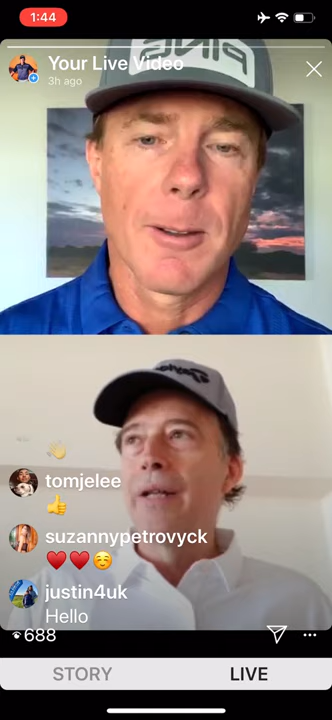 1:44
PING
Your Live Video
3h ago
tomjelee
suzannypetrovyck
justin4uk
Hello
688
STORY
LIVE